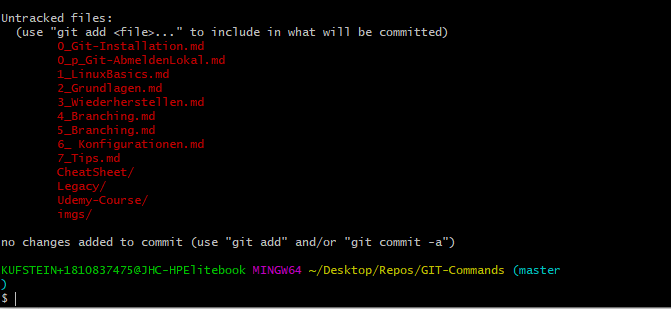 Untracked files:
(use "git add <file>..." to include in what will be committed)
0_Git-Installation.md
0_p_Git-AbmeldenLokal.md
1_LinuxBasics.md
2_Grundlagen.md
3_Wiederherstellen.md
4_Branching.md
5_Branching.md
6_ Konfigurationen.md
7_Tips.md
CheatSheet/
Legacy/
Udemy-Course/
imgs/
no changes added to commit (use "git add" and/or "git commit -a")
KUFSTEIN+1810837475@JHC-HPElitebook MINGW64 ~/Desktop/Repos/GIT-Commands (master
)
$